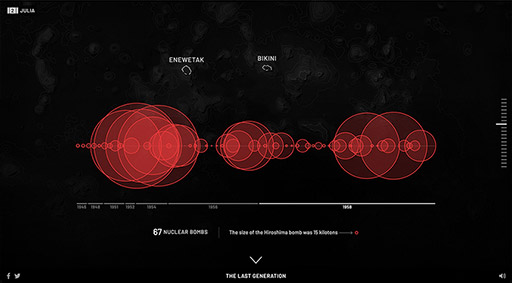 JULIA
ENEWETAK
BIKINI
1946 1948 1951 1952 1954 1956 1958
67 NUCLEAR BOMBS
The size of the Hiroshima bomb was 15 kilotons
THE LAST GENERATION